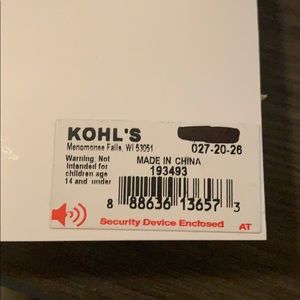 KOHL'S
Menomonee Falls, WI 53051
027-20-26
Warning: Not
Intended for
children age
14 and under
MADE IN CHINA
193493
8 88636 13657 3
Security Device Enclosed
AT